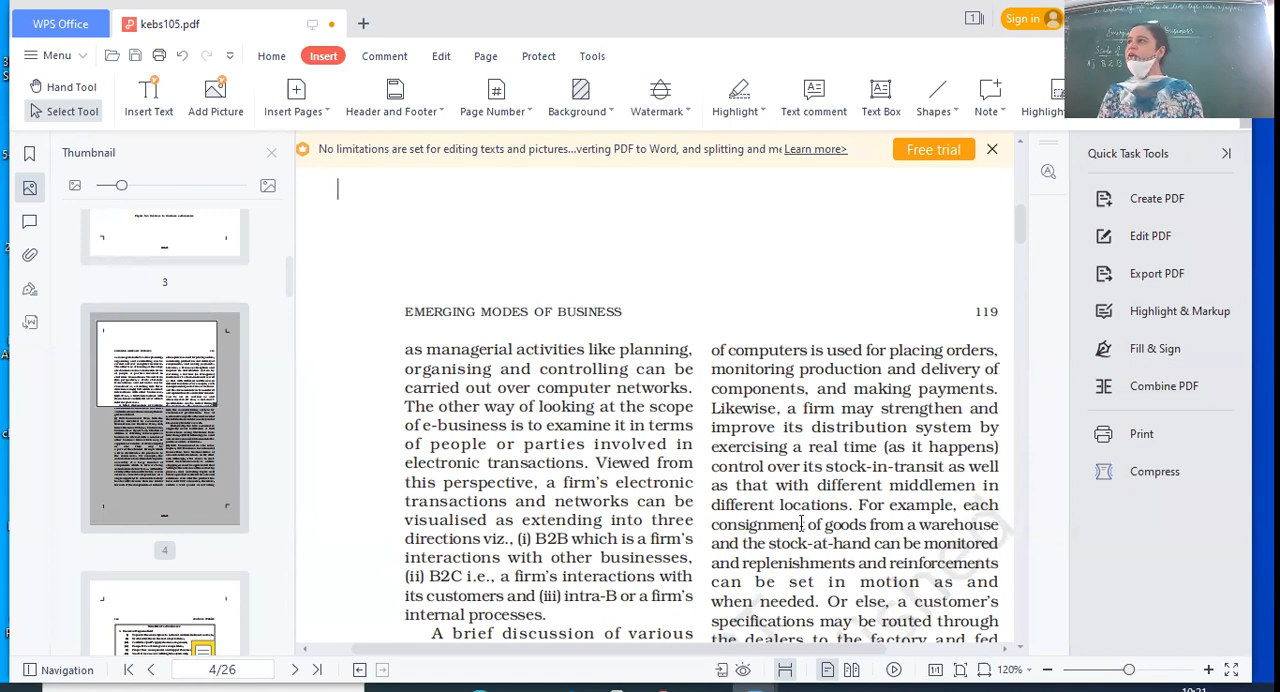 WPS Office
kebs105.pdf
Sign in
Menu
Home
Insert
Comment
Edit
Page
Protect
Tools
Hand Tool
Select Tool
Insert Text
Add Picture
Insert Pages
Header and Footer
Page Number
Background
Watermark
Highlight
Text comment
Text Box
Shapes
Note
Highligh
Thumbnail
No limitations are set for editing texts and pictures...verting PDF to Word, and splitting and me Learn more>
Free trial
Quick Task Tools
Create PDF
Edit PDF
Export PDF
Highlight & Markup
Fill & Sign
Combine PDF
Print
Compress
3
4
EMERGING MODES OF BUSINESS
119
as managerial activities like planning,
organising and controlling can be
carried out over computer networks.
The other way of looking at the scope
of e-business is to examine it in terms
of people or parties involved in
electronic transactions. Viewed from
this perspective, a firm's electronic
transactions and networks can be
visualised as extending into three
directions viz., (i) B2B which is a firm's
interactions with other businesses,
(ii) B2C i.e., a firm's interactions with
its customers and (iii) intra-B or a firm's
internal processes.
A brief discussion of various
of computers is used for placing orders,
monitoring production and delivery of
components, and making payments.
Likewise, a firm may strengthen and
improve its distribution system by
exercising a real time (as it happens)
control over its stock-in-transit as well
as that with different middlemen in
different locations. For example, each
consignment of goods from a warehouse
and the stock-at-hand can be monitored
and replenishments and reinforcements
can be set in motion as and
when needed. Or else, a customer's
specifications may be routed through
the dealers to the factory and fed
Navigation
4/26
120%
10:21